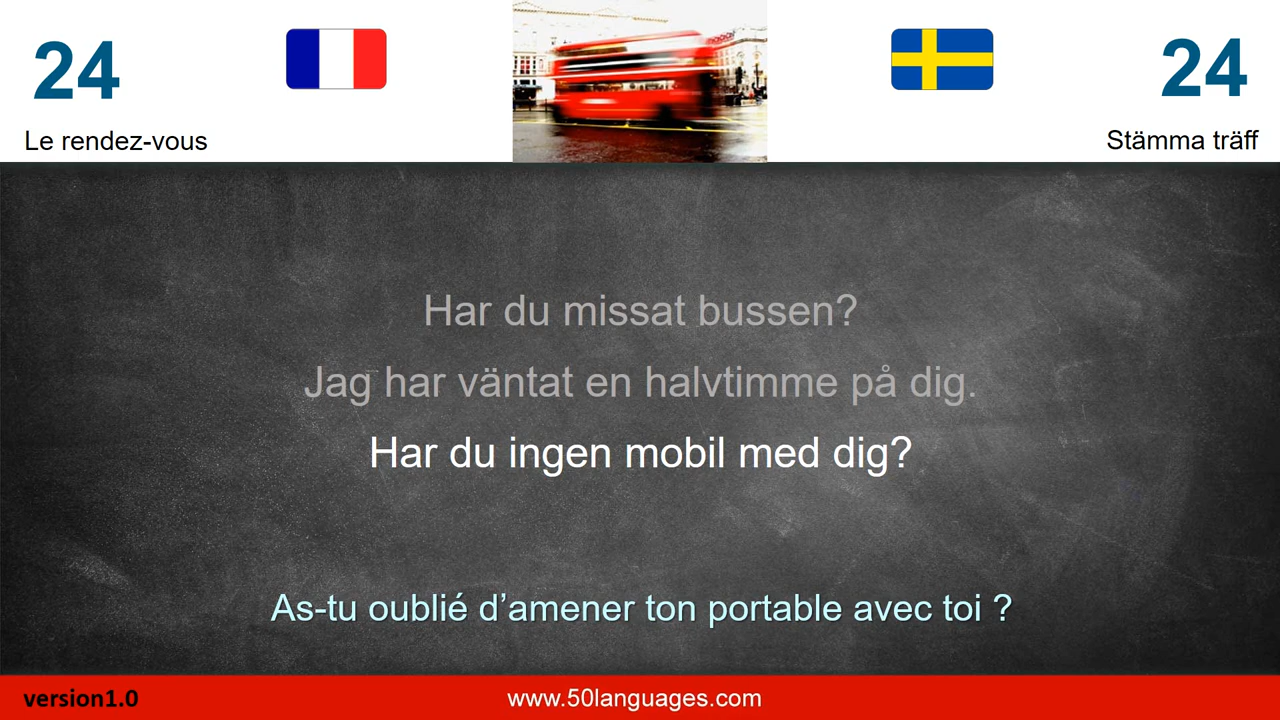 24
24
Le rendez-vous
Stämma träff
Har du missat bussen?
Jag har väntat en halvtimme på dig.
Har du ingen mobil med dig?
As-tu oublié d’amener ton portable avec toi ?
version1.0
www.50languages.com